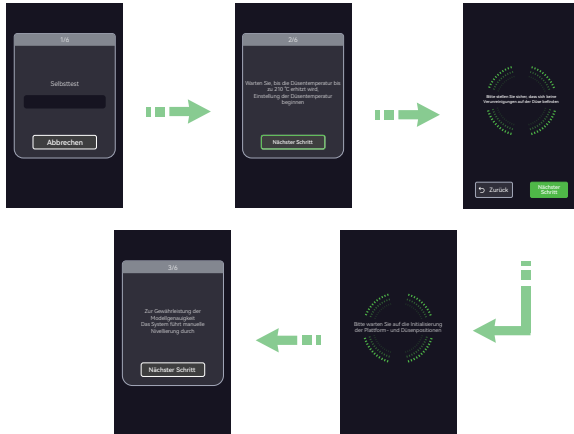 1/6
Selbsttest
Abbrechen
2/6
Warten Sie, bis die Düsentemperatur bis
zu 210 °C erhitzt wird.
Einstellung der Düsentemperatur
beginnen
Nächster Schritt
Bitte stellen Sie sicher, dass sich keine
Verunreinigungen auf der Düse befinden
Zurück
Nächster
Schritt
3/6
Zur Gewährleistung der
Modellgenauigkeit
Das System führt manuelle
Nivellierung durch
Nächster Schritt
Bitte warten Sie auf die Initialisierung
der Plattform- und Düsenpositionen